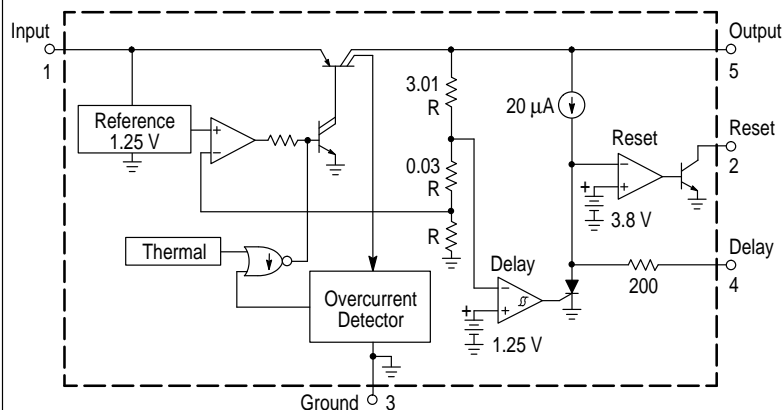 Input
1
Reference
1.25 V
+
−
Thermal
Overcurrent
Detector
Ground 3
3.01
R
0.03
R
R
Delay
−
+
+
1.25 V
20 µA
Reset
−
+
+
3.8 V
200
Output
5
Reset
2
Delay
4